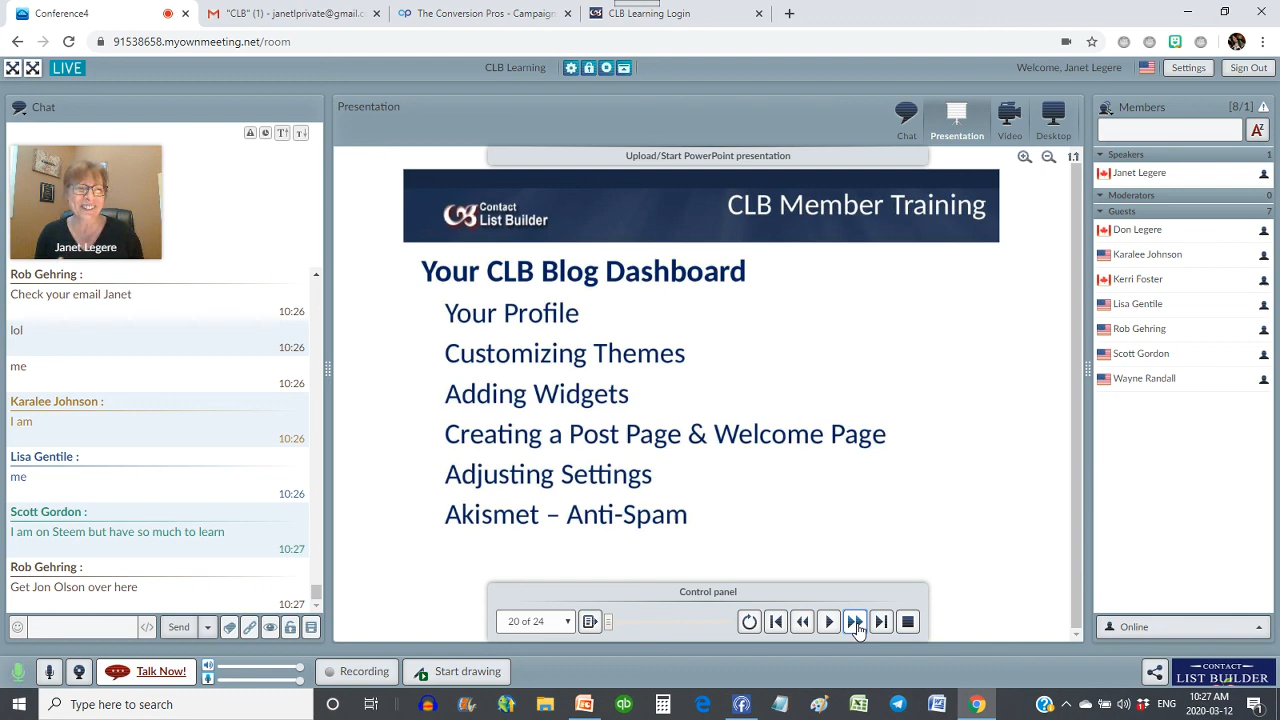 Conference4
"CLB" (1) - janetlprivate@gmail.c
The Conversion Pros - Campaign
CLB Learning Login
91538658.myownmeeting.net/room
LIVE
CLB Learning
Welcome, Janet Legere
Settings
Sign Out
Chat
Janet Legere
Rob Gehring :
Check your email Janet
10:26
lol
10:26
me
10:26
Karalee Johnson :
I am
10:26
Lisa Gentile :
me
10:26
Scott Gordon :
I am on Steem but have so much to learn
10:27
Rob Gehring :
Get Jon Olson over here
10:27
Send
Presentation
Chat
Presentation
Video
Desktop
Upload/Start PowerPoint presentation
1:1
Contact
List Builder
CLB Member Training
Your CLB Blog Dashboard
Your Profile
Customizing Themes
Adding Widgets
Creating a Post Page & Welcome Page
Adjusting Settings
Akismet – Anti-Spam
Control panel
20 of 24
Members
[8/1]
Speakers 1
Janet Legere
Moderators 0
Guests 7
Don Legere
Karalee Johnson
Kerri Foster
Lisa Gentile
Rob Gehring
Scott Gordon
Wayne Randall
Online
Talk Now!
Recording
Start drawing
CONTACT
LIST BUILDER
Type here to search
ENG
10:27 AM
2020-03-12